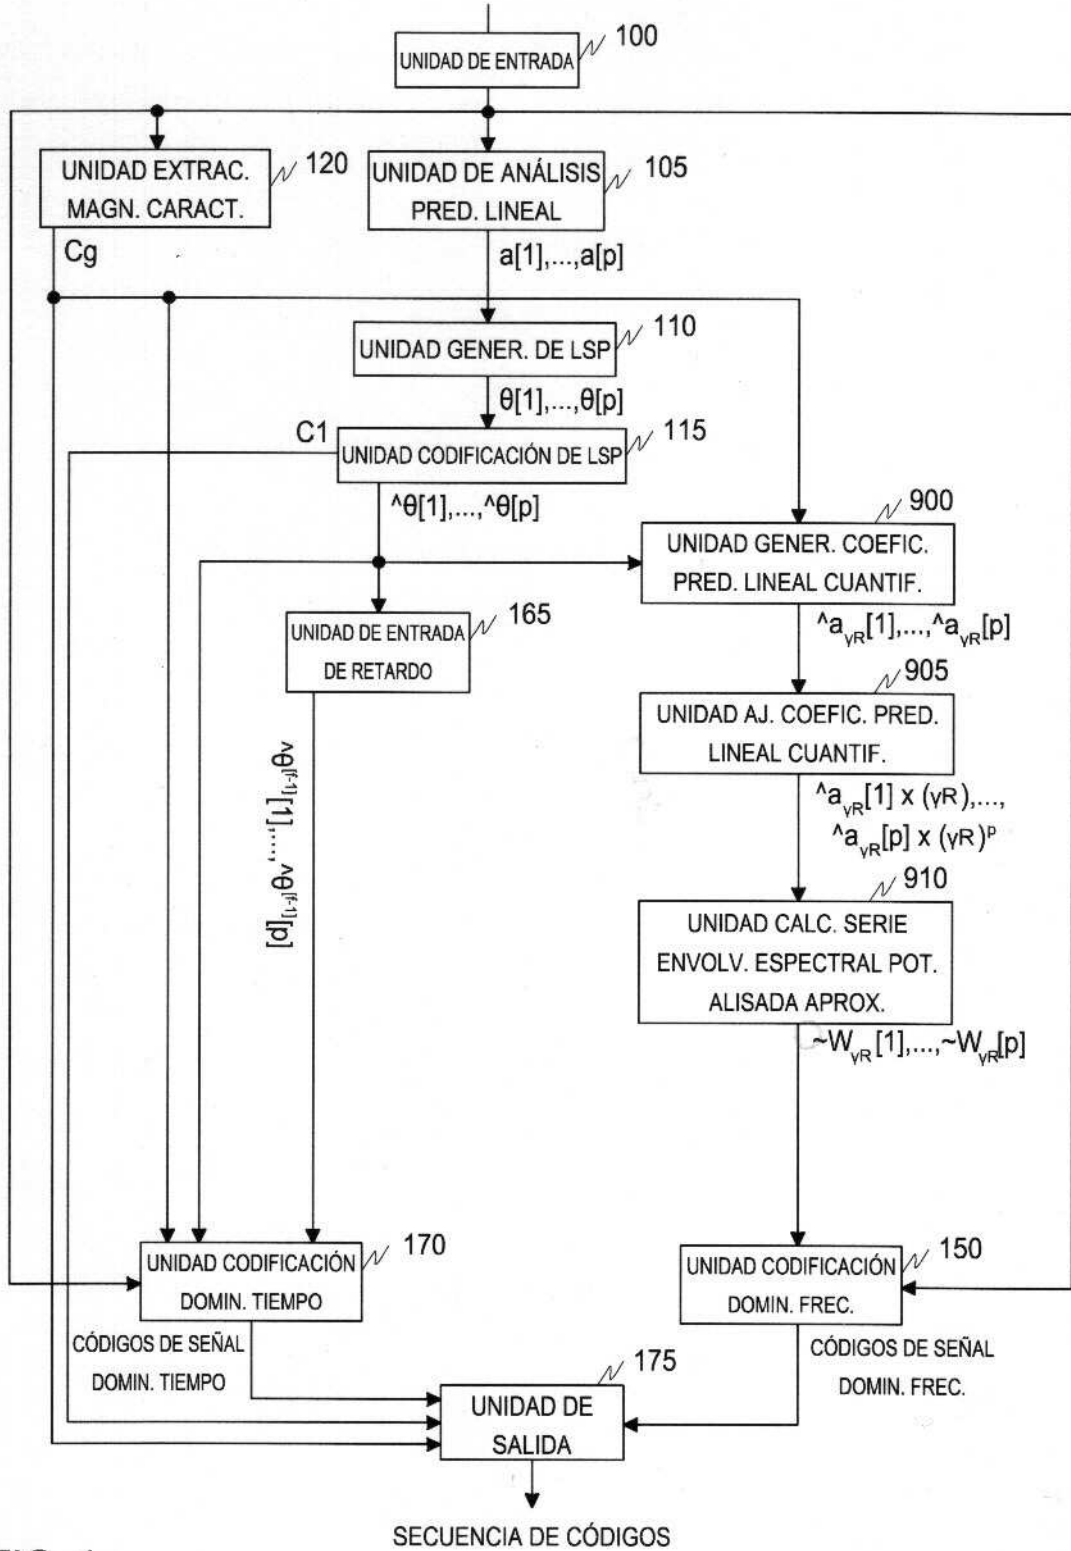 UNIDAD DE ENTRADA
100
UNIDAD EXTRAC.
MAGN. CARACT.
120
UNIDAD DE ANÁLISIS
PRED. LINEAL
105
Cg
a[1],...,a[p]
UNIDAD GENER. DE LSP
110
θ[1],...,θ[p]
C1
UNIDAD CODIFICACIÓN DE LSP
115
^θ[1],...,^θ[p]
UNIDAD GENER. COEFIC.
PRED. LINEAL CUANTIF.
900
^a_γR[1],...,^a_γR[p]
UNIDAD DE ENTRADA
DE RETARDO
165
UNIDAD AJ. COEFIC. PRED.
LINEAL CUANTIF.
905
^a_γR[1] x (γR),...,
^a_γR[p] x (γR)^p
^θ[f-1][1],...,^θ[f-1][p]
UNIDAD CALC. SERIE
ENVOLV. ESPECTRAL POT.
ALISADA APROX.
910
~W_γR[1],...,~W_γR[p]
UNIDAD CODIFICACIÓN
DOMIN. TIEMPO
170
UNIDAD CODIFICACIÓN
DOMIN. FREC.
150
CÓDIGOS DE SEÑAL
DOMIN. TIEMPO
CÓDIGOS DE SEÑAL
DOMIN. FREC.
UNIDAD DE
SALIDA
175
SECUENCIA DE CÓDIGOS